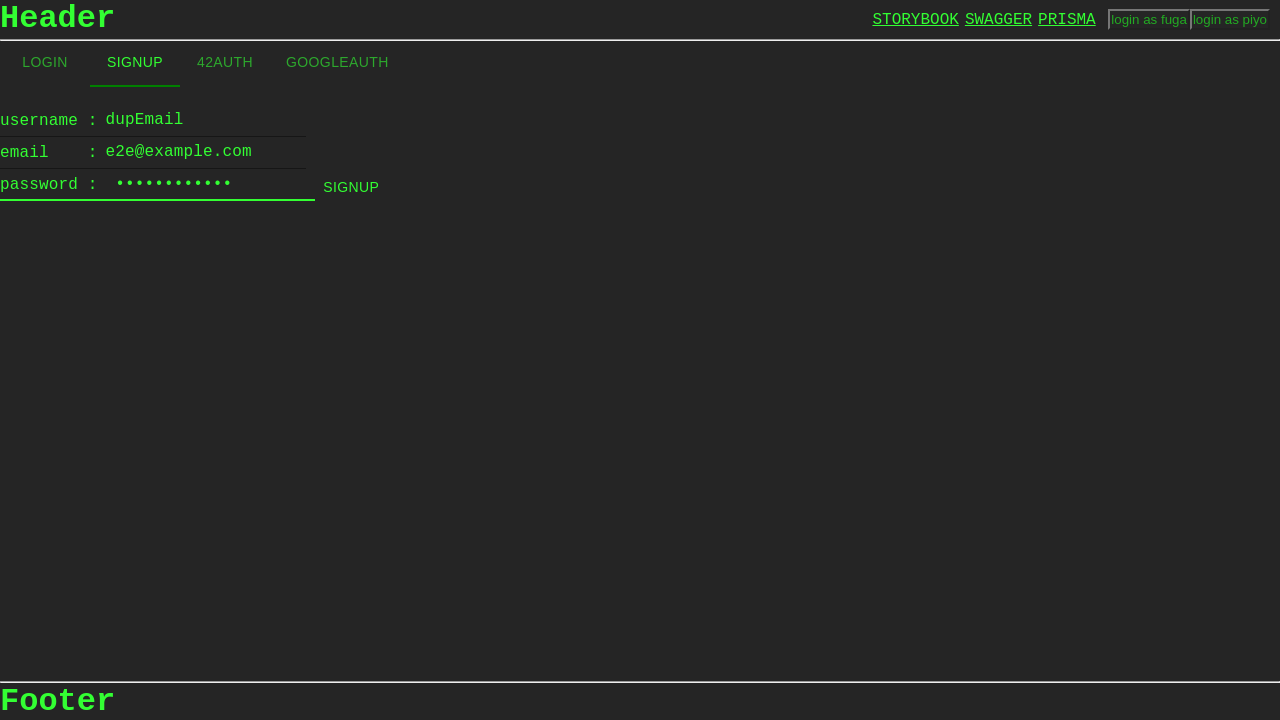 Header STORYBOOK SWAGGER PRISMA login as fuga login as piyo
LOGIN SIGNUP 42AUTH GOOGLEAUTH
username : dupEmail
email : e2e@example.com
password : ••••••••••••
SIGNUP
Footer